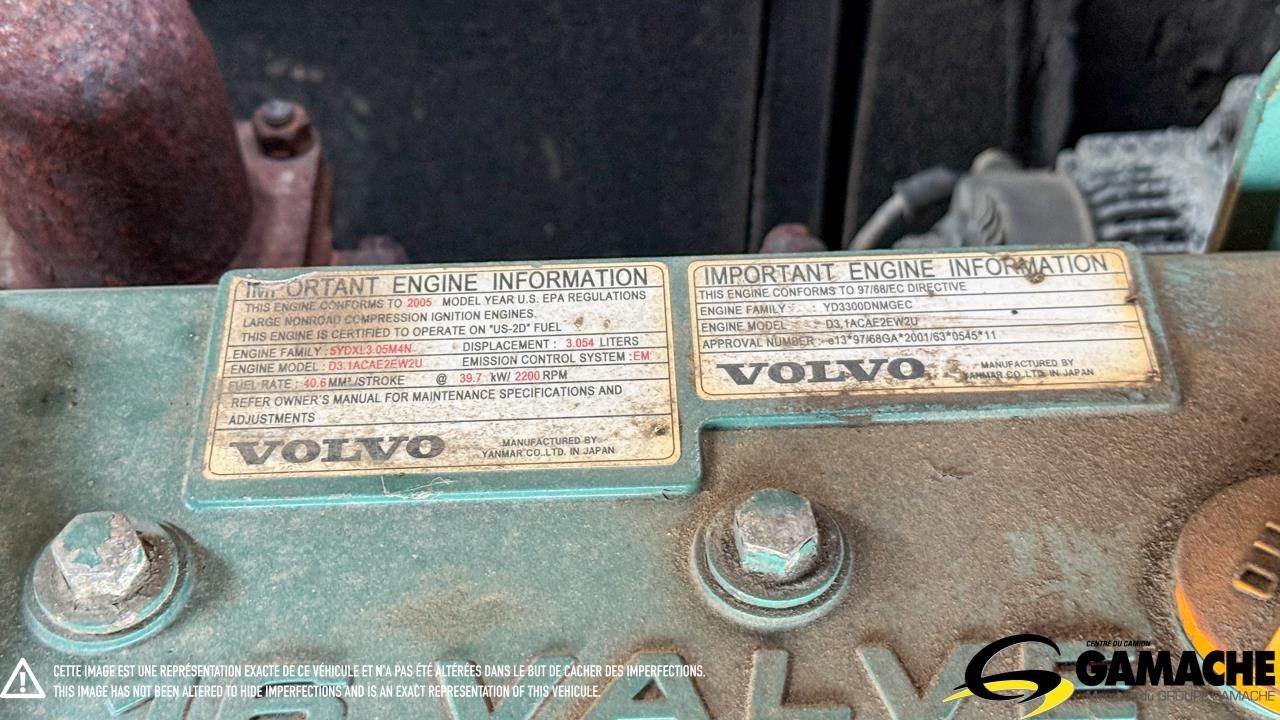 IMPORTANT ENGINE INFORMATION
THIS ENGINE CONFORMS TO 2005 MODEL YEAR U.S. EPA REGULATIONS
LARGE NONROAD COMPRESSION IGNITION ENGINES.
THIS ENGINE IS CERTIFIED TO OPERATE ON "US-2D" FUEL
ENGINE FAMILY : 5YDXL3.05M4N DISPLACEMENT : 3.054 LITERS
ENGINE MODEL : D3.1ACAE2EW2U EMISSION CONTROL SYSTEM : EM
FUEL RATE : 40.6 MM³/STROKE @ 39.7 kW/ 2200 RPM
REFER OWNER'S MANUAL FOR MAINTENANCE SPECIFICATIONS AND
ADJUSTMENTS
VOLVO
MANUFACTURED BY
YANMAR CO.,LTD. IN JAPAN
IMPORTANT ENGINE INFORMATION
THIS ENGINE CONFORMS TO 97/68/EC DIRECTIVE
ENGINE FAMILY : YD3300DNMGEC
ENGINE MODEL : D3.1ACAE2EW2U
APPROVAL NUMBER : e13*97/68GA*2001/63*0545*11
VOLVO
MANUFACTURED BY
YANMAR CO.,LTD. IN JAPAN
OIL
VALVE
CETTE IMAGE EST UNE REPRÉSENTATION EXACTE DE CE VÉHICULE ET N'A PAS ÉTÉ ALTÉRÉES DANS LE BUT DE CACHER DES IMPERFECTIONS.
THIS IMAGE HAS NOT BEEN ALTERED TO HIDE IMPERFECTIONS AND IS AN EXACT REPRESENTATION OF THIS VEHICULE.
CENTRE DU CAMION
GAMACHE
GROUPE GAMACHE